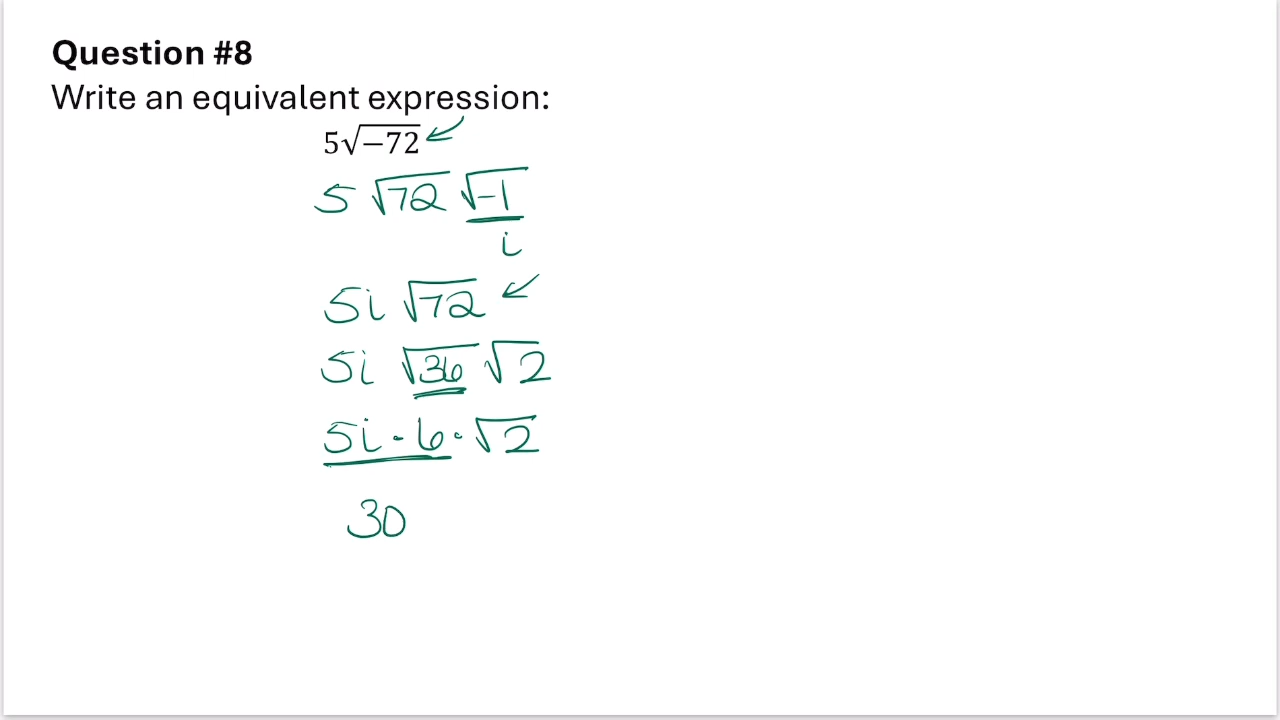 Question #8
Write an equivalent expression:
5√−72
5 √72 √-1
i
5i √72
5i √36 √2
5i · 6 · √2
30